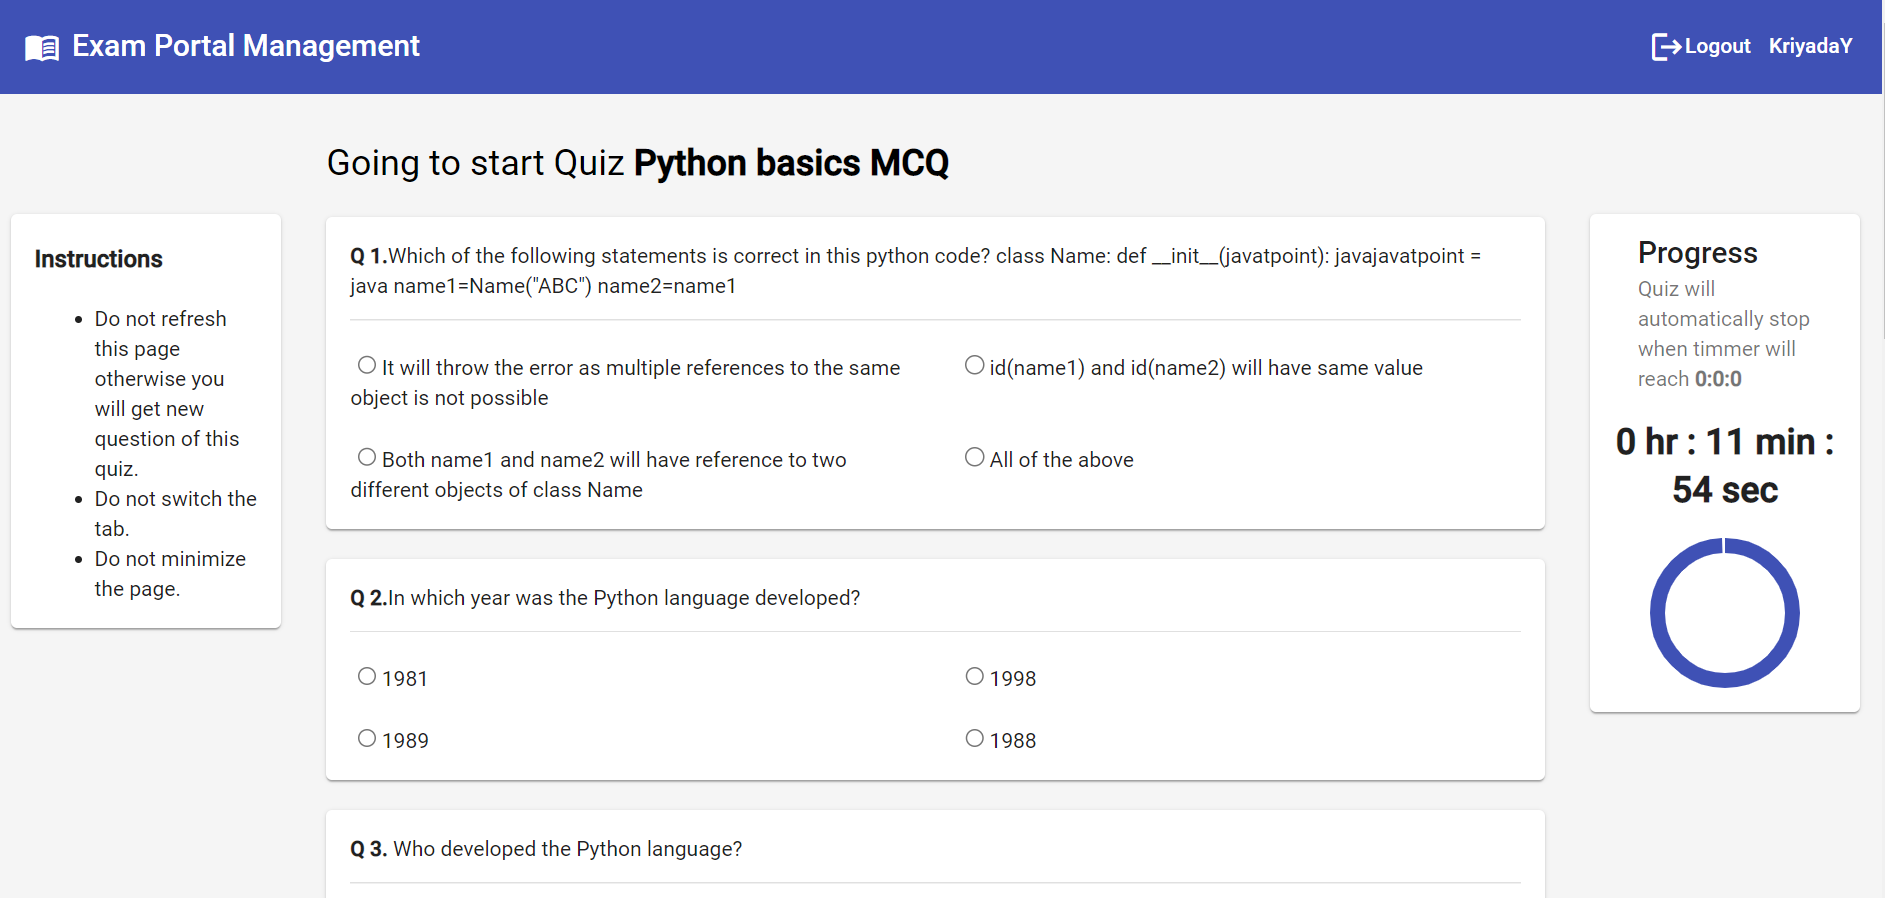 Exam Portal Management
Logout KriyadaY
Going to start Quiz Python basics MCQ
Instructions
Do not refresh
this page
otherwise you
will get new
question of this
quiz.
Do not switch the
tab.
Do not minimize
the page.
Q 1.Which of the following statements is correct in this python code? class Name: def __init__(javatpoint): javajavatpoint =
java name1=Name("ABC") name2=name1
It will throw the error as multiple references to the same
object is not possible
id(name1) and id(name2) will have same value
Both name1 and name2 will have reference to two
different objects of class Name
All of the above
Q 2.In which year was the Python language developed?
1981
1998
1989
1988
Q 3. Who developed the Python language?
Progress
Quiz will
automatically stop
when timmer will
reach 0:0:0
0 hr : 11 min :
54 sec